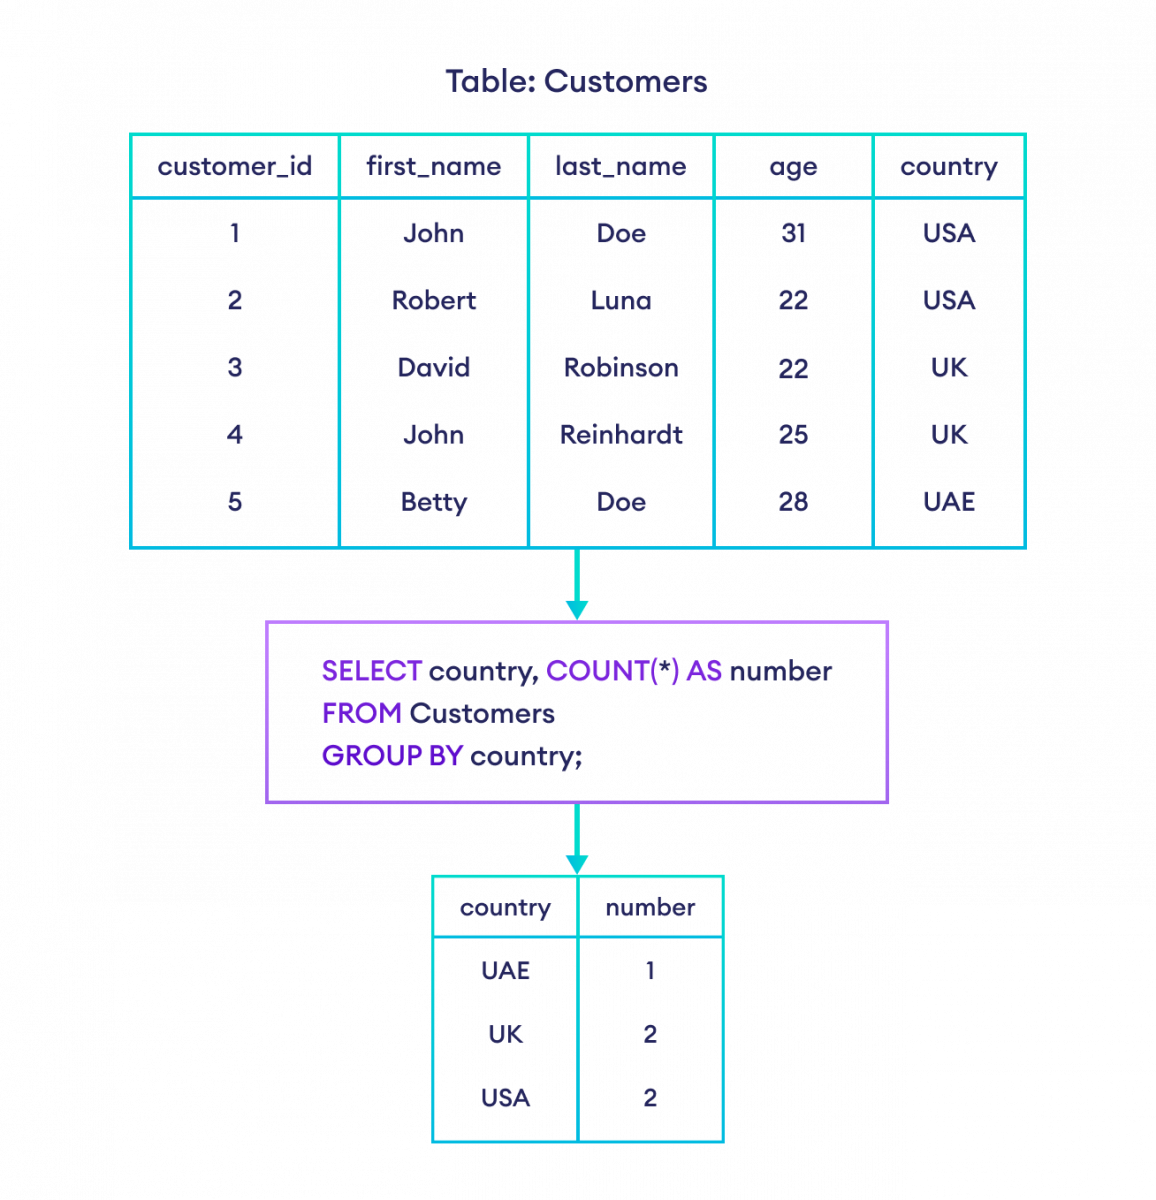 Table: Customers
customer_id first_name last_name age country
1 John Doe 31 USA
2 Robert Luna 22 USA
3 David Robinson 22 UK
4 John Reinhardt 25 UK
5 Betty Doe 28 UAE
SELECT country, COUNT(*) AS number
FROM Customers
GROUP BY country;
country number
UAE 1
UK 2
USA 2